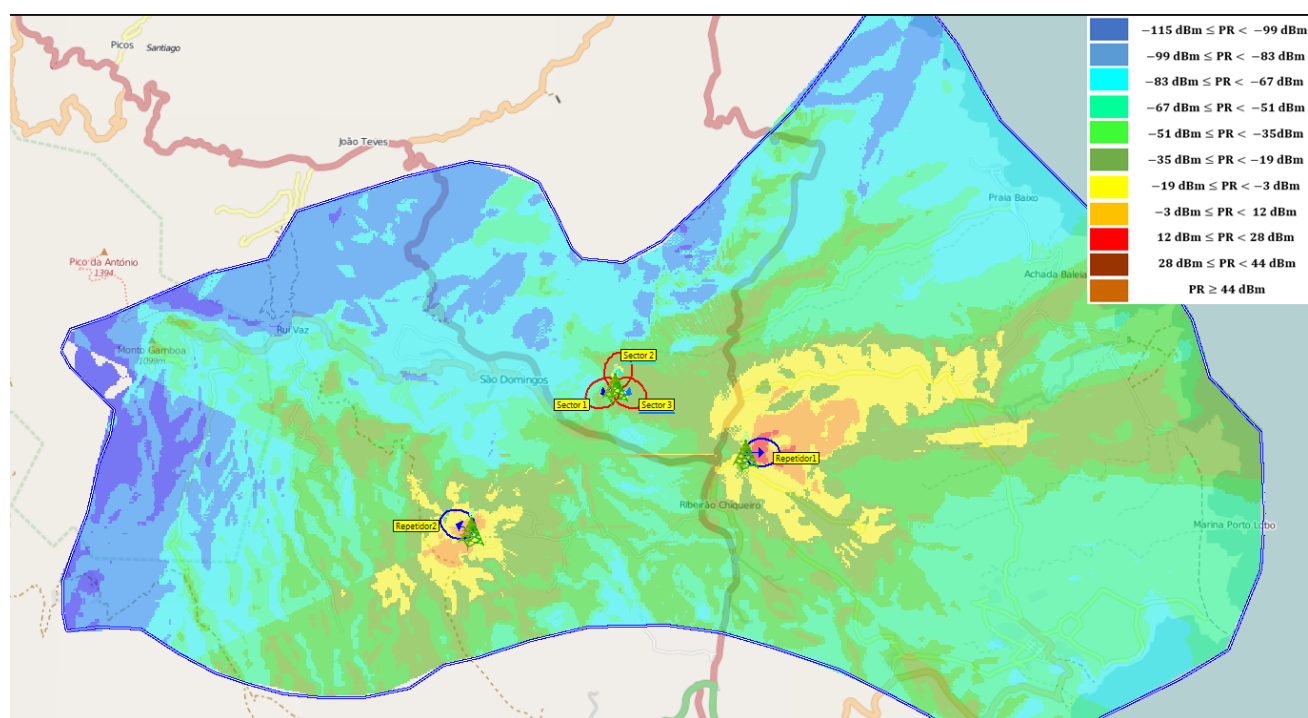 Picos
Santiago
João Teves
Pico da António
1394
Monto Gamboa
1093m
Rui Vaz
São Domingos
Sector 2
Sector 1
Sector 3
Repetidor1
Repetidor2
Ribeirão Chiqueiro
Praia Baixo
Achada Baleia
Marina Porto Lobo
−115 dBm ≤ PR < −99 dBm
−99 dBm ≤ PR < −83 dBm
−83 dBm ≤ PR < −67 dBm
−67 dBm ≤ PR < −51 dBm
−51 dBm ≤ PR < −35dBm
−35 dBm ≤ PR < −19 dBm
−19 dBm ≤ PR < −3 dBm
−3 dBm ≤ PR < 12 dBm
12 dBm ≤ PR < 28 dBm
28 dBm ≤ PR < 44 dBm
PR ≥ 44 dBm